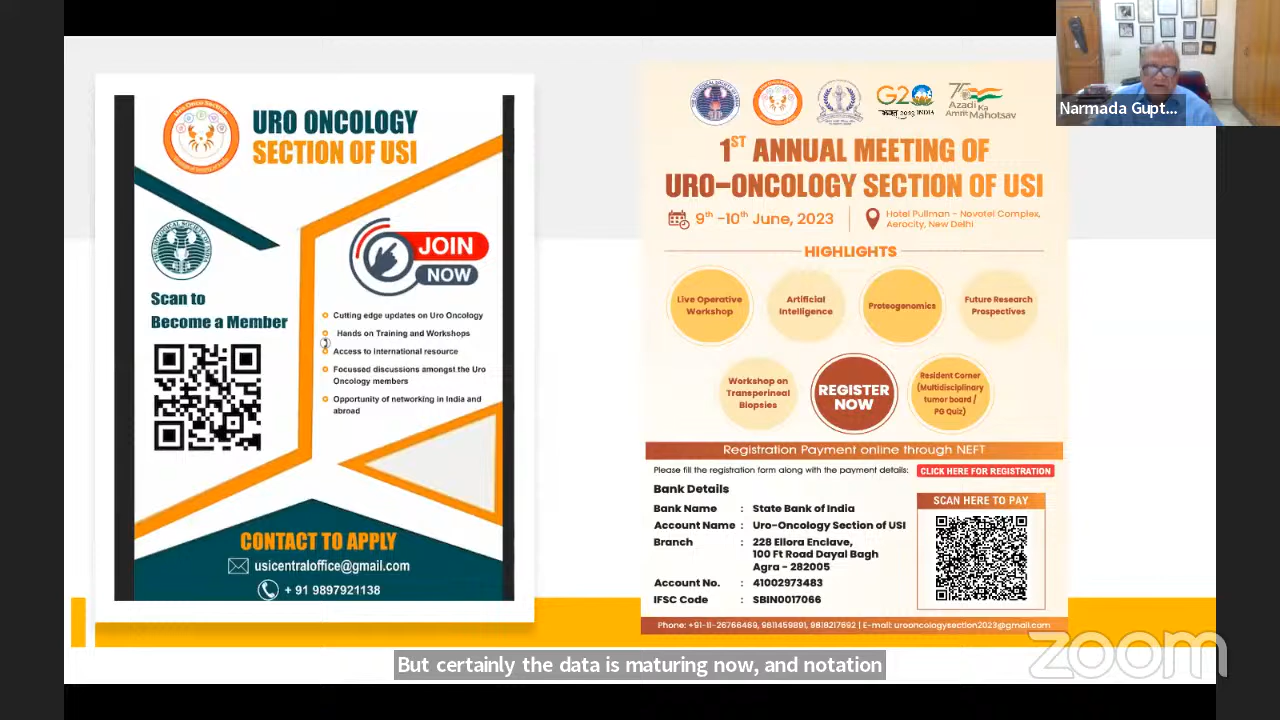 URO ONCOLOGY
SECTION OF USI
JOIN
NOW
Scan to
Become a Member
Cutting edge updates on Uro Oncology
Hands on Training and Workshops
Access to international resource
Focussed discussions amongst the Uro
Oncology members
Opportunity of networking in India and
abroad
CONTACT TO APPLY
usicentraloffice@gmail.com
+ 91 9897921138
G20
75
Azadi Ka
Amrit Mahotsav
1ST ANNUAL MEETING OF
URO-ONCOLOGY SECTION OF USI
9th -10th June, 2023
Hotel Pullman - Novotel Complex,
Aerocity, New Delhi
HIGHLIGHTS
Live Operative
Workshop
Artificial
Intelligence
Proteogenomics
Future Research
Prospectives
Workshop on
Transperineal
Biopsies
REGISTER
NOW
Resident Corner
(Multidisciplinary
tumor board /
PG Quiz)
Registration Payment online through NEFT
Please fill the registration form along with the payment details:
CLICK HERE FOR REGISTRATION
Bank Details
Bank Name : State Bank of India
Account Name : Uro-Oncology Section of USI
Branch : 228 Ellora Enclave,
100 Ft Road Dayal Bagh
Agra - 282005
Account No. : 41002973483
IFSC Code : SBIN0017066
SCAN HERE TO PAY
Phone: +91-11-26766469, 9811459891, 9818217692 | E-mail: urooncologysection2023@gmail.com
Narmada Gupt...
zoom
But certainly the data is maturing now, and notation